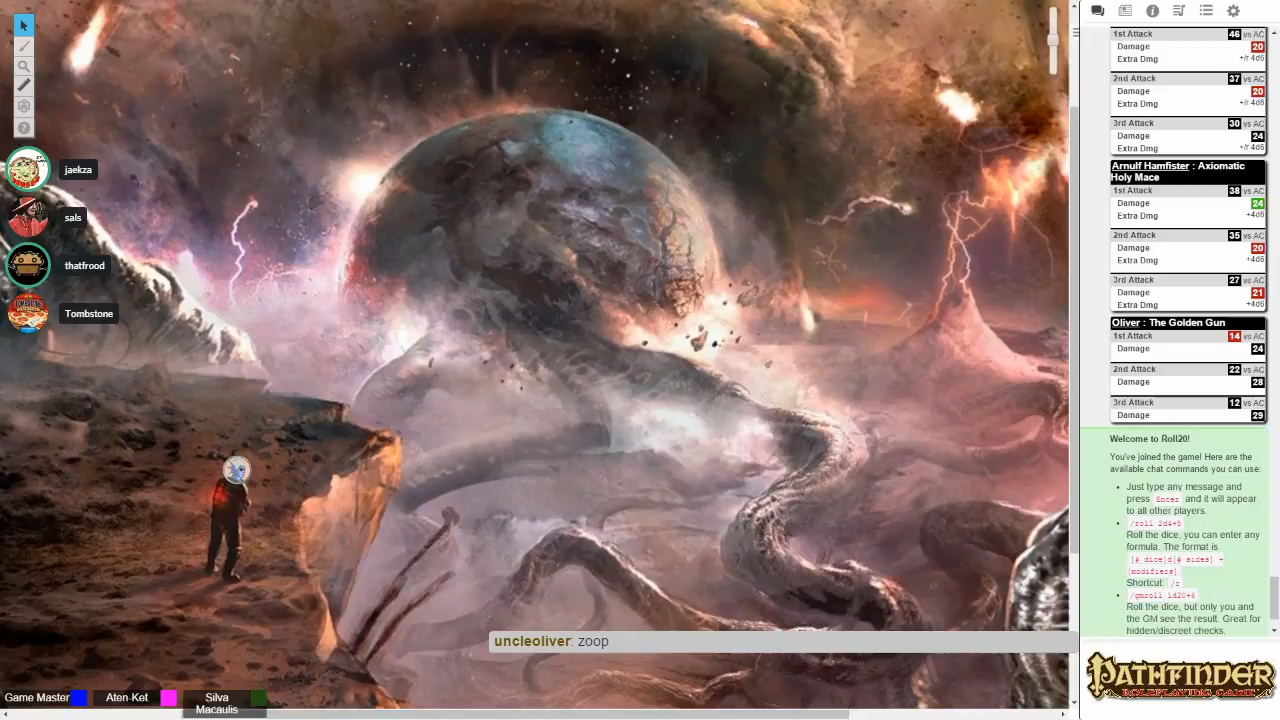 1st Attack 46 vs AC
Damage 20
Extra Dmg +/r 4d6
2nd Attack 37 vs AC
Damage 20
Extra Dmg +/r 4d6
3rd Attack 30 vs AC
Damage 24
Extra Dmg +/r 4d6
Arnulf Hamfister : Axiomatic
Holy Mace
1st Attack 38 vs AC
Damage 24
Extra Dmg +4d6
2nd Attack 35 vs AC
Damage 20
Extra Dmg +4d6
3rd Attack 27 vs AC
Damage 21
Extra Dmg +4d6
Oliver : The Golden Gun
1st Attack 14 vs AC
Damage 24
2nd Attack 22 vs AC
Damage 28
3rd Attack 12 vs AC
Damage 29
Welcome to Roll20!
You've joined the game! Here are the
available chat commands you can use:
Just type any message and
press Enter and it will appear
to all other players.
/roll 2d4+5
Roll the dice, you can enter any
formula. The format is
[# dice]d[# sides] +
[modifiers]
Shortcut: /r
/gmroll 1d20+6
Roll the dice, but only you and
the GM see the result. Great for
hidden/discreet checks.
PATHFINDER
ROLEPLAYING GAME
jaekza
sals
thatfrood
Tombstone
uncleoliver: zoop
Game Master
Aten-Ket
Silva
Macaulis